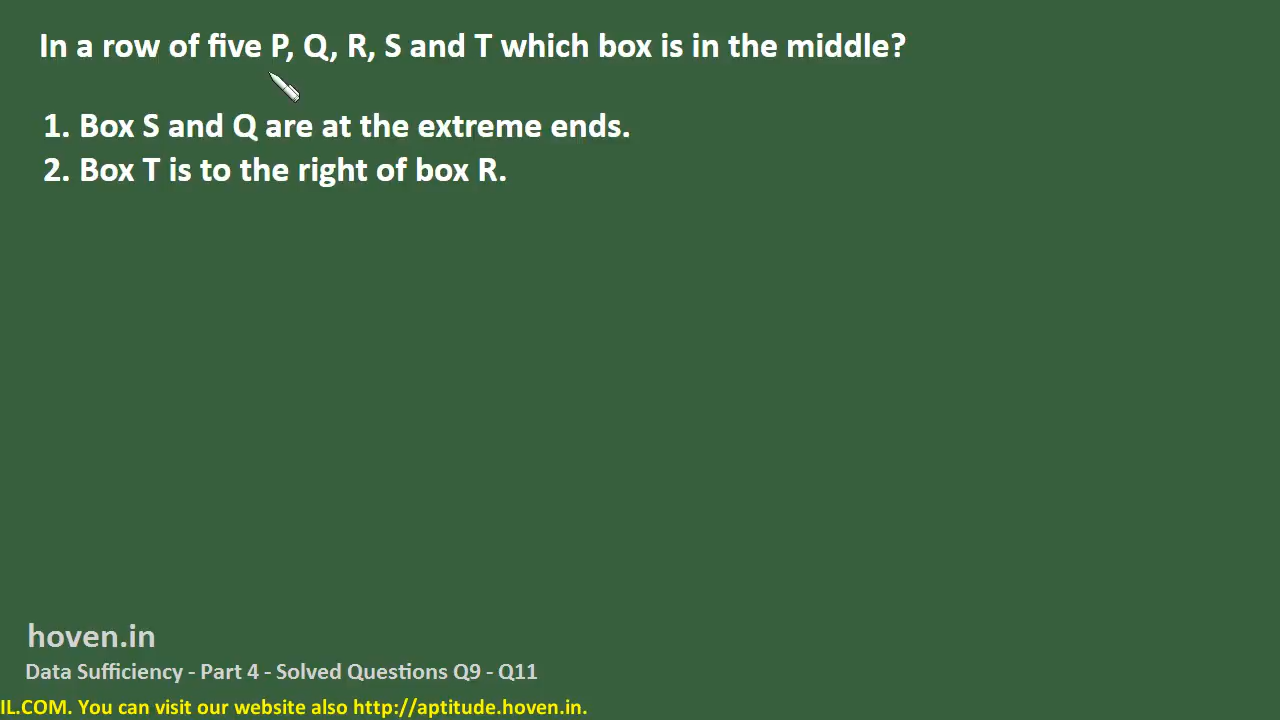 In a row of five P, Q, R, S and T which box is in the middle?
1. Box S and Q are at the extreme ends.
2. Box T is to the right of box R.
hoven.in
Data Sufficiency - Part 4 - Solved Questions Q9 - Q11
IL.COM. You can visit our website also http://aptitude.hoven.in.